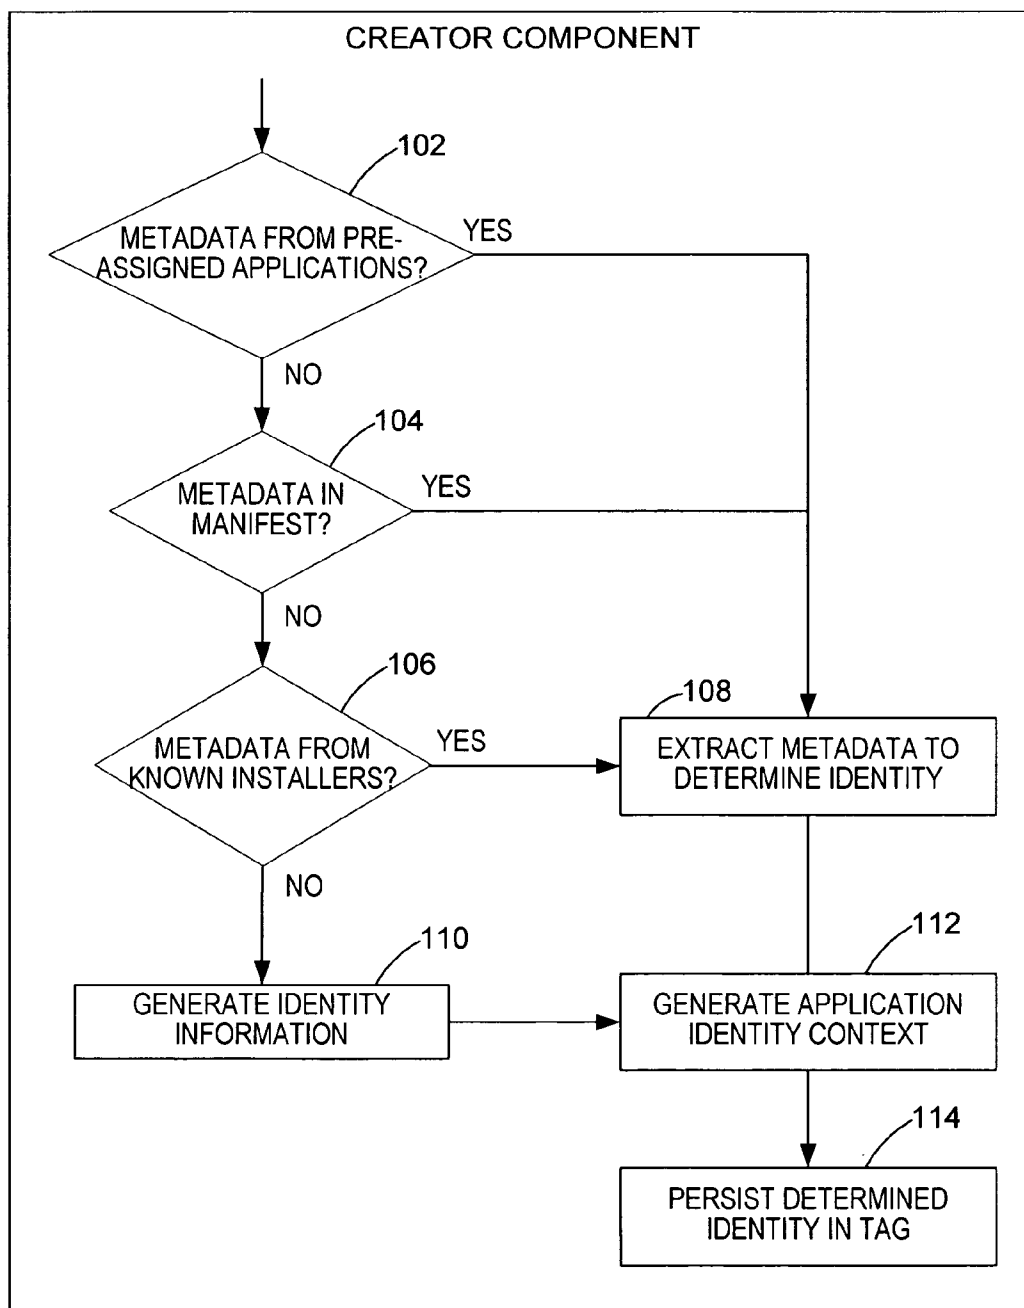 CREATOR COMPONENT
102
METADATA FROM PRE-
ASSIGNED APPLICATIONS?
YES
NO
104
METADATA IN
MANIFEST?
YES
NO
106
METADATA FROM
KNOWN INSTALLERS?
YES
108
EXTRACT METADATA TO
DETERMINE IDENTITY
NO
110
GENERATE IDENTITY
INFORMATION
112
GENERATE APPLICATION
IDENTITY CONTEXT
114
PERSIST DETERMINED
IDENTITY IN TAG